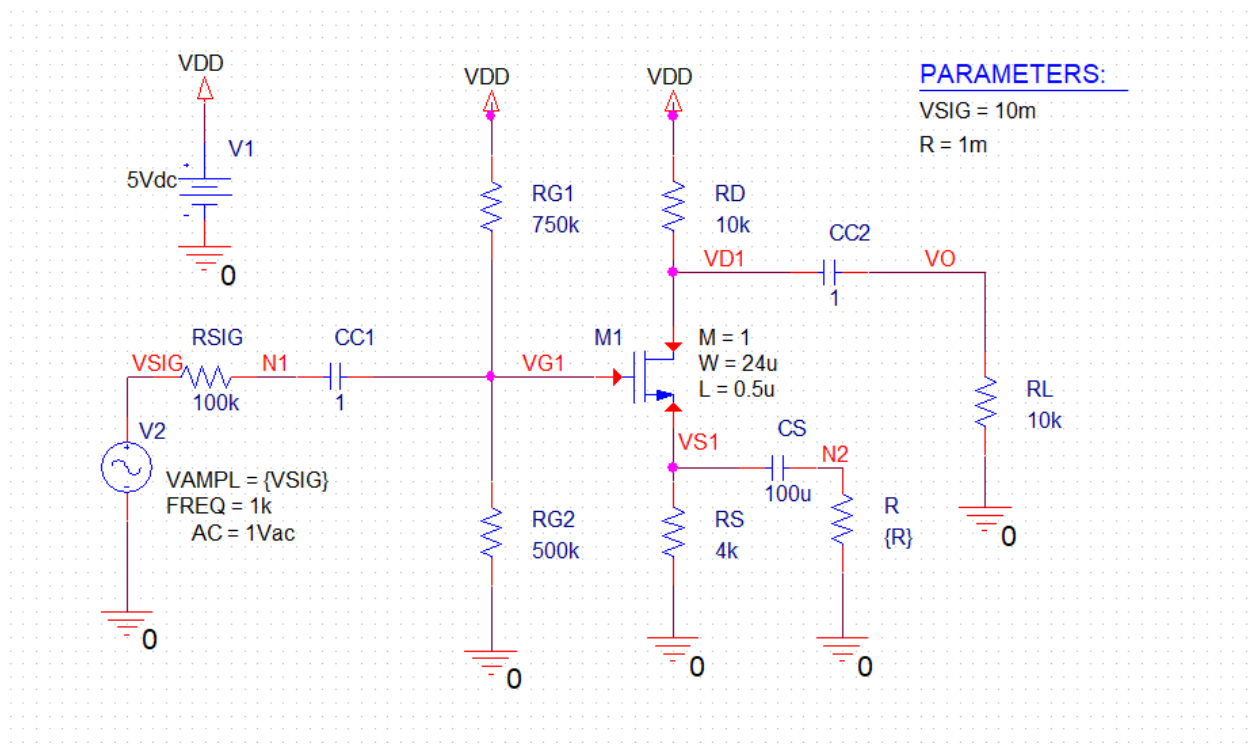 VDD
V1
5Vdc
0
VDD
RG1
750k
VDD
RD
10k
PARAMETERS:
VSIG = 10m
R = 1m
VD1
CC2
1
VO
RSIG
VSIG
N1
100k
CC1
1
VG1
M1
M = 1
W = 24u
L = 0.5u
RL
10k
0
V2
VAMPL = {VSIG}
FREQ = 1k
AC = 1Vac
0
VS1
CS
100u
N2
RG2
500k
0
RS
4k
0
R
{R}
0